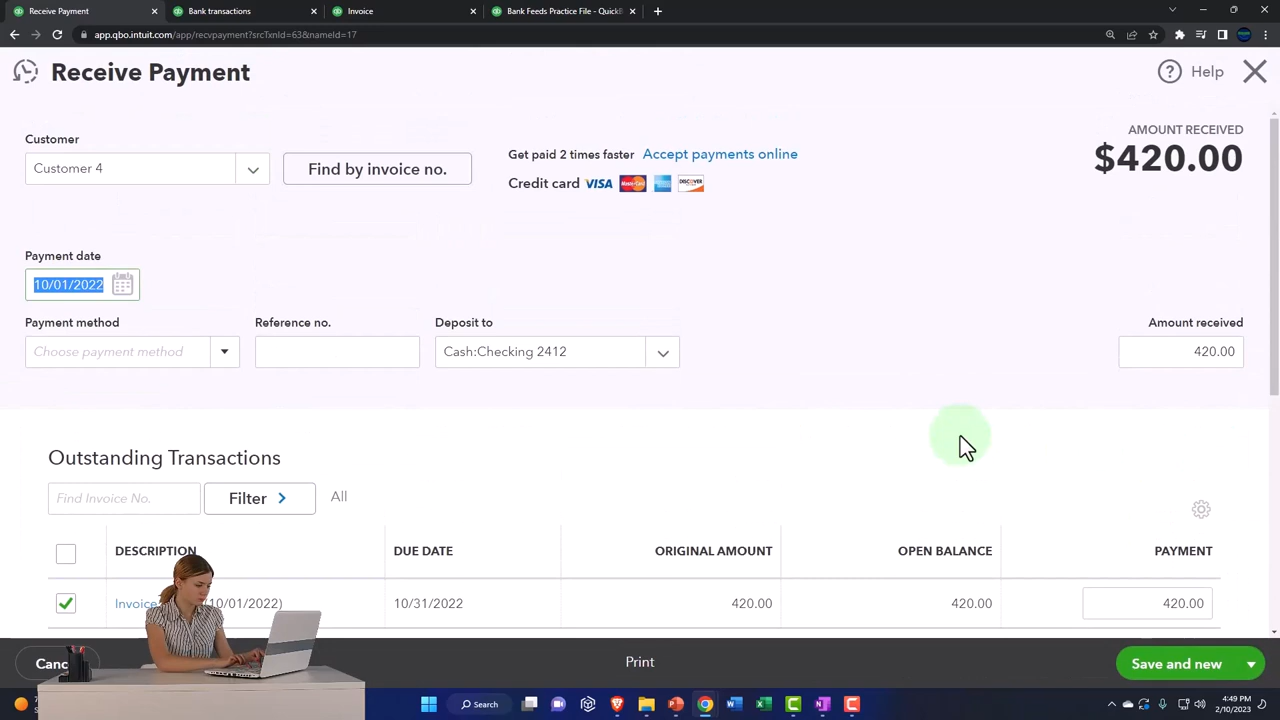 Receive Payment
Banking transactions
Invoice
Bank Feeds Practice File - QuickB
app.qbo.intuit.com/app/recvpayment?srcTxnId=63&nameId=17
Receive Payment
Help
Customer
Customer 4
Find by invoice no.
Get paid 2 times faster Accept payments online
Credit card VISA MasterCard DISCOVER
AMOUNT RECEIVED
$420.00
Payment date
10/01/2022
Payment method
Choose payment method
Reference no.
Deposit to
Cash:Checking 2412
Amount received
420.00
Outstanding Transactions
Find Invoice No.
Filter
All
DESCRIPTION DUE DATE ORIGINAL AMOUNT OPEN BALANCE PAYMENT
Invoice (10/01/2022) 10/31/2022 420.00 420.00 420.00
Print
Save and new
Search
4:49 PM
2/10/2023